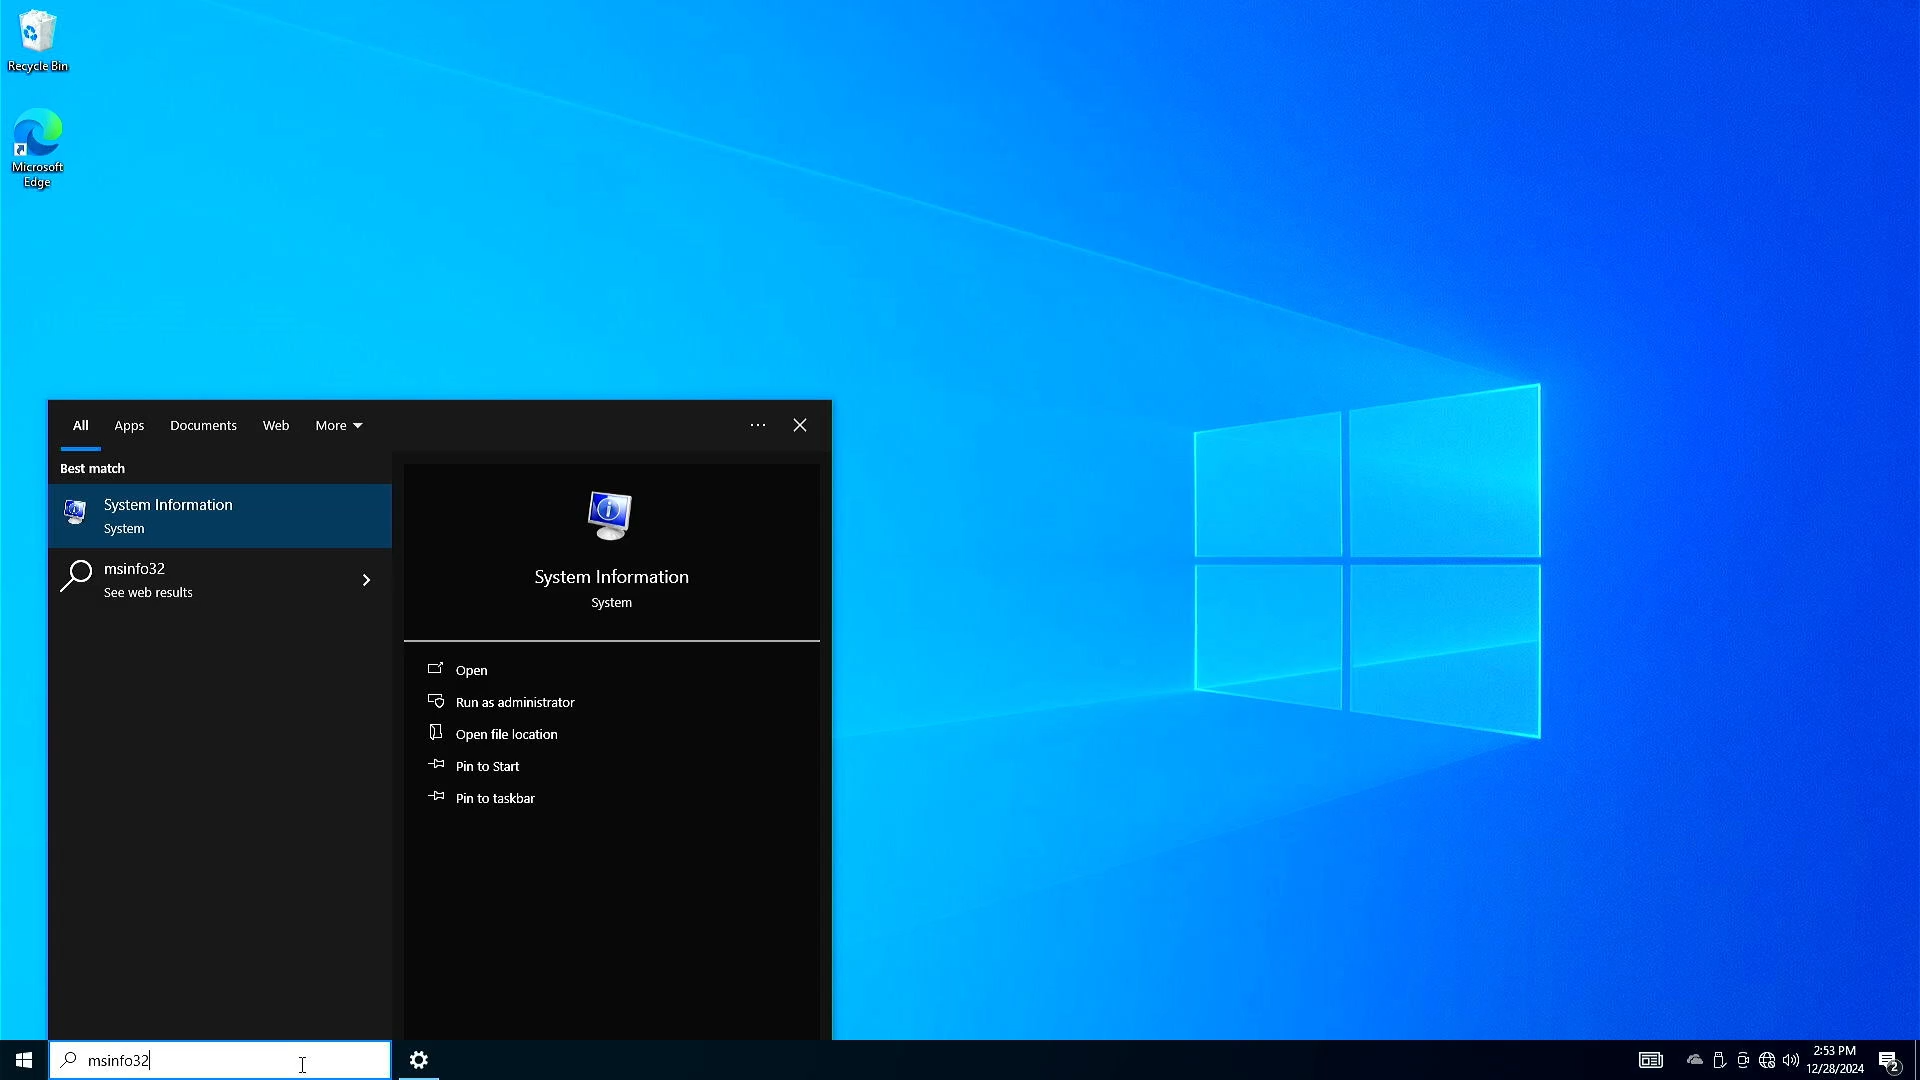 Recycle Bin
Microsoft
Edge
All Apps Documents Web More
Best match
System Information
System
msinfo32
See web results
System Information
System
Open
Run as administrator
Open file location
Pin to Start
Pin to taskbar
msinfo32
2:53 PM
12/28/2024
2